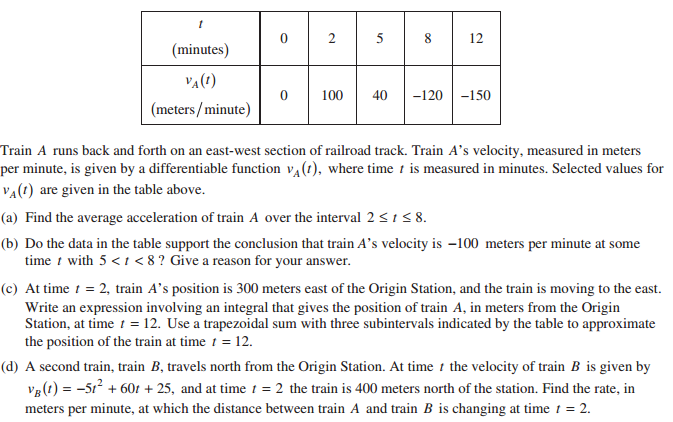 t (minutes) 0 2 5 8 12
v_A(t) (meters/minute) 0 100 40 −120 −150
Train A runs back and forth on an east-west section of railroad track. Train A's velocity, measured in meters
per minute, is given by a differentiable function v_A(t), where time t is measured in minutes. Selected values for
v_A(t) are given in the table above.
(a) Find the average acceleration of train A over the interval 2 ≤ t ≤ 8.
(b) Do the data in the table support the conclusion that train A's velocity is −100 meters per minute at some
time t with 5 < t < 8 ? Give a reason for your answer.
(c) At time t = 2, train A's position is 300 meters east of the Origin Station, and the train is moving to the east.
Write an expression involving an integral that gives the position of train A, in meters from the Origin
Station, at time t = 12. Use a trapezoidal sum with three subintervals indicated by the table to approximate
the position of the train at time t = 12.
(d) A second train, train B, travels north from the Origin Station. At time t the velocity of train B is given by
v_B(t) = −5t² + 60t + 25, and at time t = 2 the train is 400 meters north of the station. Find the rate, in
meters per minute, at which the distance between train A and train B is changing at time t = 2.